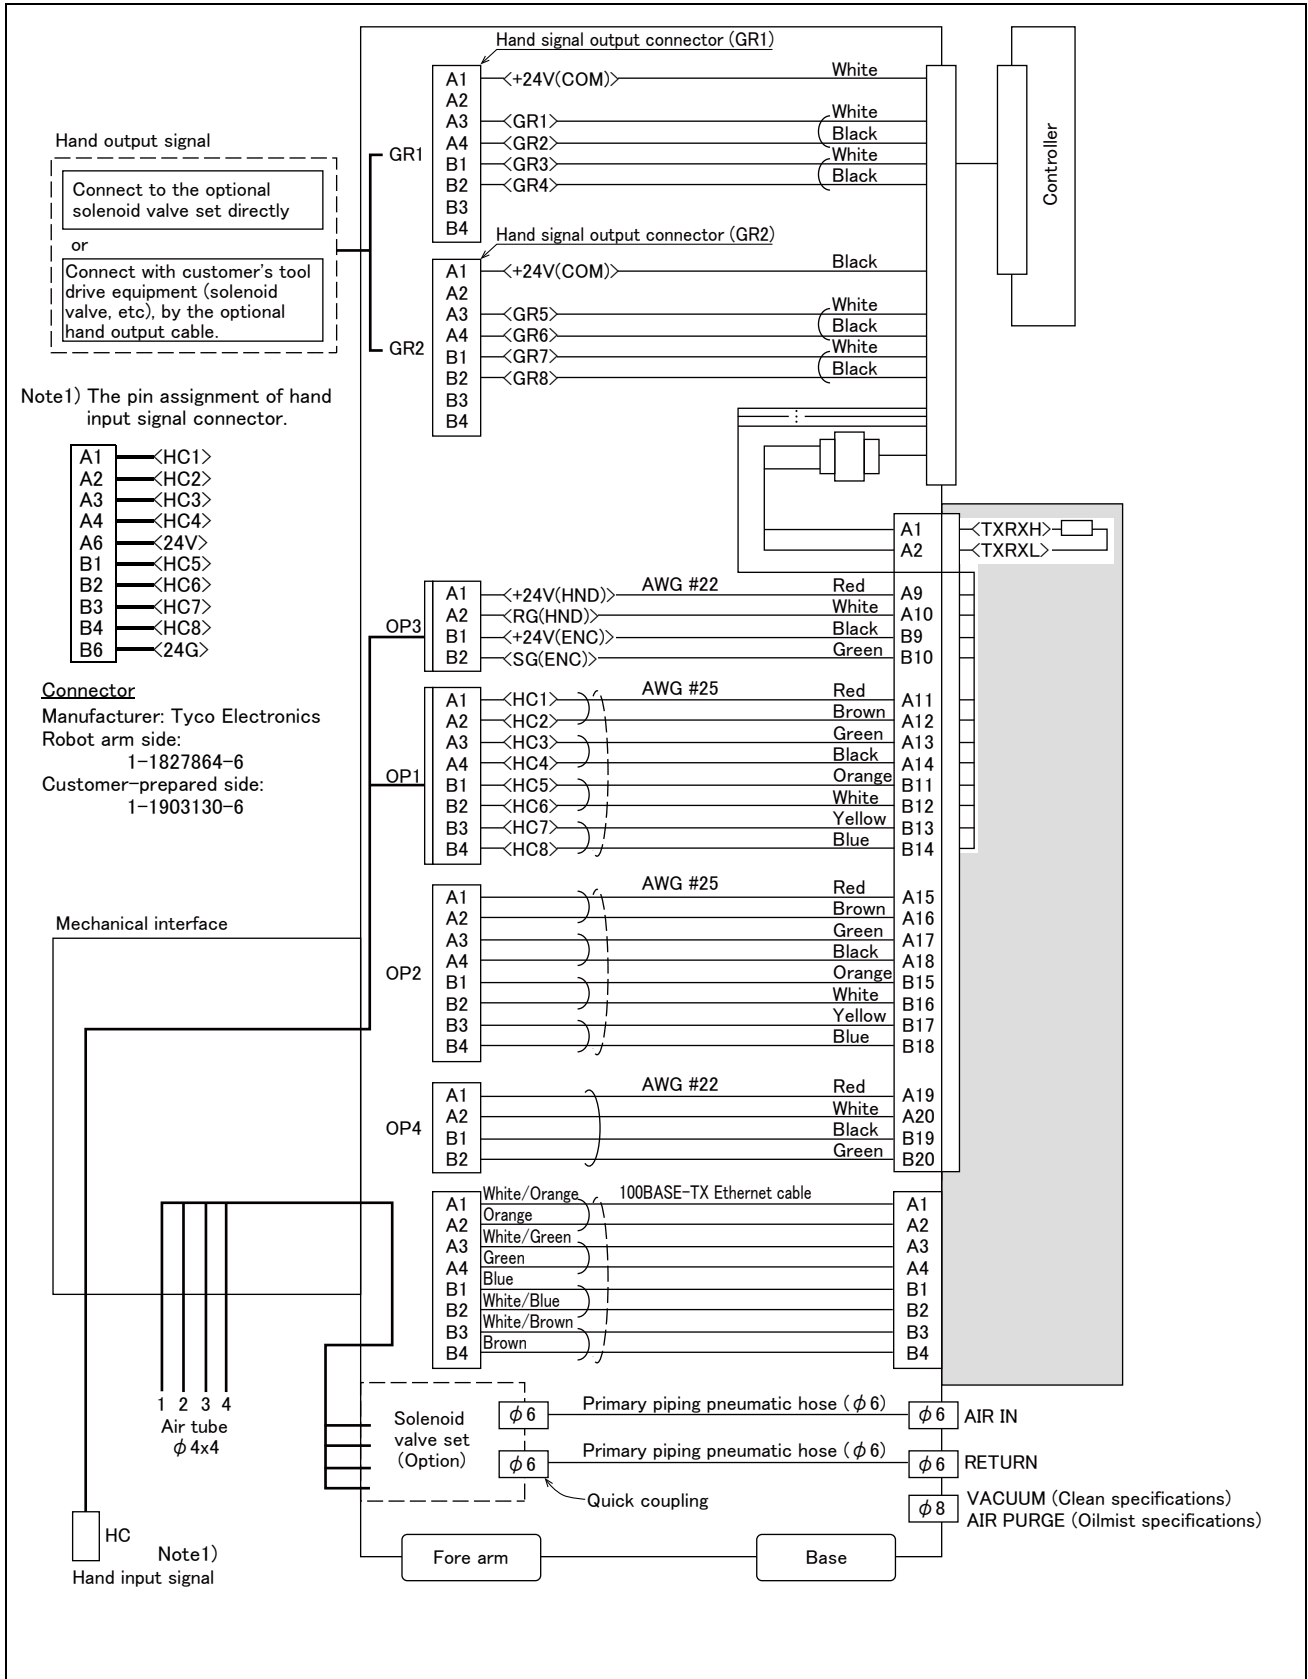 Hand signal output connector (GR1)
A1 <+24V(COM)> White
A2
A3 <GR1> White
A4 <GR2> Black
B1 <GR3> White
B2 <GR4> Black
B3
B4
GR1
Controller
Hand output signal
Connect to the optional
solenoid valve set directly
or
Connect with customer's tool
drive equipment (solenoid
valve, etc), by the optional
hand output cable.
Hand signal output connector (GR2)
A1 <+24V(COM)> Black
A2
A3 <GR5> White
A4 <GR6> Black
B1 <GR7> White
B2 <GR8> Black
B3
B4
GR2
Note1) The pin assignment of hand
input signal connector.
A1 <HC1>
A2 <HC2>
A3 <HC3>
A4 <HC4>
A6 <24V>
B1 <HC5>
B2 <HC6>
B3 <HC7>
B4 <HC8>
B6 <24G>
Connector
Manufacturer: Tyco Electronics
Robot arm side:
1-1827864-6
Customer-prepared side:
1-1903130-6
A1 <TXRXH>
A2 <TXRXL>
OP3
A1 <+24V(HND)> AWG #22 Red A9
A2 <RG(HND)> White A10
B1 <+24V(ENC)> Black B9
B2 <SG(ENC)> Green B10
OP1
A1 <HC1> AWG #25 Red A11
A2 <HC2> Brown A12
A3 <HC3> Green A13
A4 <HC4> Black A14
B1 <HC5> Orange B11
B2 <HC6> White B12
B3 <HC7> Yellow B13
B4 <HC8> Blue B14
OP2
A1 AWG #25 Red A15
A2 Brown A16
A3 Green A17
A4 Black A18
B1 Orange B15
B2 White B16
B3 Yellow B17
B4 Blue B18
Mechanical interface
OP4
A1 AWG #22 Red A19
A2 White A20
B1 Black B19
B2 Green B20
A1 White/Orange 100BASE-TX Ethernet cable A1
A2 Orange A2
A3 White/Green A3
A4 Green A4
B1 Blue B1
B2 White/Blue B2
B3 White/Brown B3
B4 Brown B4
1 2 3 4
Air tube
φ4x4
Solenoid
valve set
(Option)
φ6 Primary piping pneumatic hose (φ6) φ6 AIR IN
φ6 Primary piping pneumatic hose (φ6) φ6 RETURN
Quick coupling
φ8 VACUUM (Clean specifications)
AIR PURGE (Oilmist specifications)
HC
Note1)
Hand input signal
Fore arm
Base